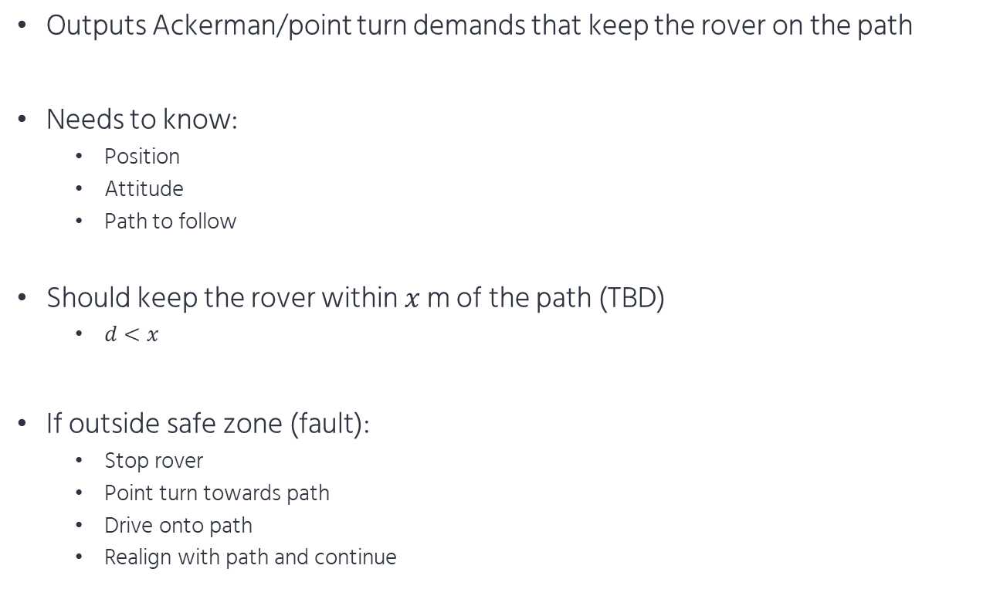 • Outputs Ackerman/point turn demands that keep the rover on the path
• Needs to know:
• Position
• Attitude
• Path to follow
• Should keep the rover within x m of the path (TBD)
• d < x
• If outside safe zone (fault):
• Stop rover
• Point turn towards path
• Drive onto path
• Realign with path and continue